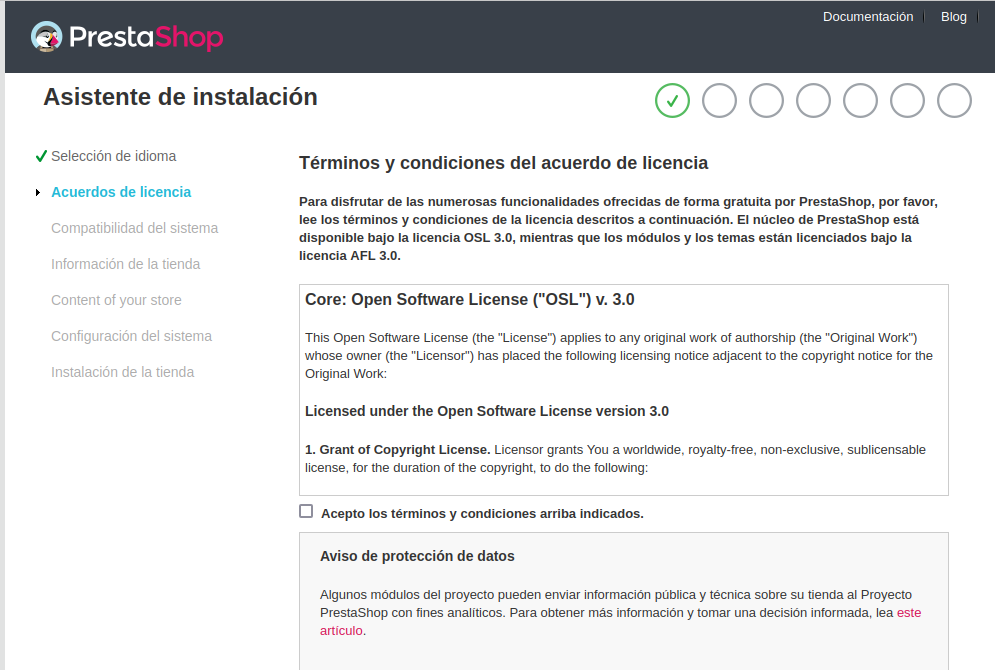 Documentación
Blog
PrestaShop
Asistente de instalación
Selección de idioma
Acuerdos de licencia
Compatibilidad del sistema
Información de la tienda
Content of your store
Configuración del sistema
Instalación de la tienda
Términos y condiciones del acuerdo de licencia
Para disfrutar de las numerosas funcionalidades ofrecidas de forma gratuita por PrestaShop, por favor,
lee los términos y condiciones de la licencia descritos a continuación. El núcleo de PrestaShop está
disponible bajo la licencia OSL 3.0, mientras que los módulos y los temas están licenciados bajo la
licencia AFL 3.0.
Core: Open Software License ("OSL") v. 3.0
This Open Software License (the "License") applies to any original work of authorship (the "Original Work")
whose owner (the "Licensor") has placed the following licensing notice adjacent to the copyright notice for the
Original Work:
Licensed under the Open Software License version 3.0
1. Grant of Copyright License. Licensor grants You a worldwide, royalty-free, non-exclusive, sublicensable
license, for the duration of the copyright, to do the following:
Acepto los términos y condiciones arriba indicados.
Aviso de protección de datos
Algunos módulos del proyecto pueden enviar información pública y técnica sobre su tienda al Proyecto
PrestaShop con fines analíticos. Para obtener más información y tomar una decisión informada, lea este
artículo.